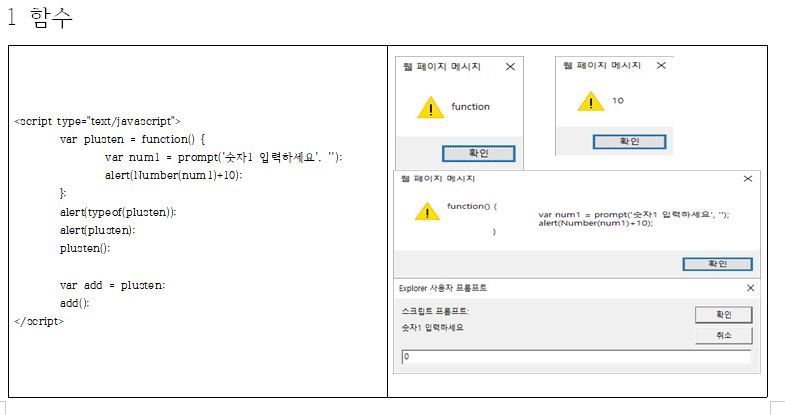 1 함수
<script type="text/javascript">
var plusten = function() {
var num1 = prompt('숫자1 입력하세요', '');
alert(Number(num1)+10);
};
alert(typeof(plusten));
alert(plusten);
plusten();
var add = plusten;
add();
</script>
웹 페이지 메시지
function
확인
웹 페이지 메시지
10
확인
웹 페이지 메시지
function() {
var num1 = prompt('숫자1 입력하세요', '');
alert(Number(num1)+10);
}
확인
Explorer 사용자 프롬프트
스크립트 프롬프트:
확인
숫자1 입력하세요
취소
0